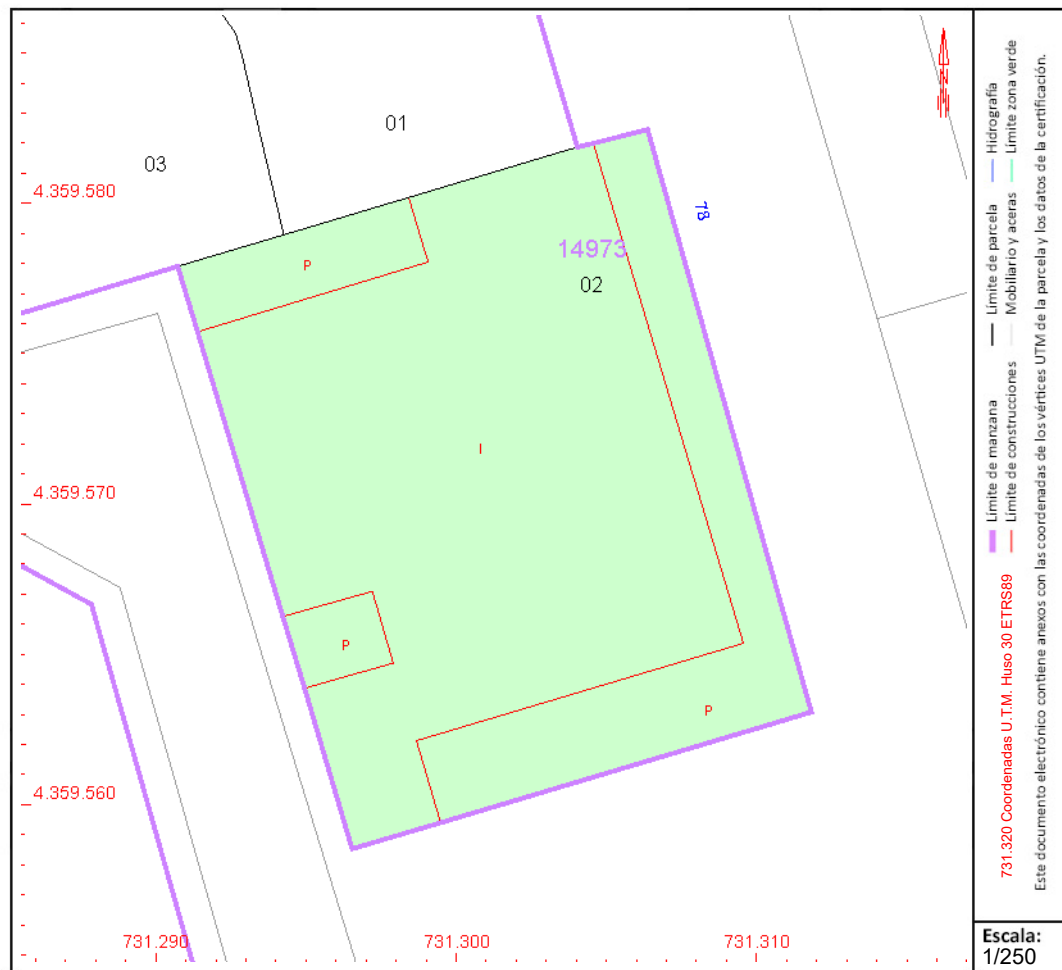 01
03
4.359.580
78
14973
02
P
I
4.359.570
P
P
4.359.560
731.290
731.300
731.310
N
Límite de manzana
Límite de parcela
Hidrografía
Límite de construcciones
Mobiliario y aceras
Límite zona verde
731.320 Coordenadas U.T.M. Huso 30 ETRS89
Este documento electrónico contiene anexos con las coordenadas de los vértices UTM de la parcela y los datos de la certificación.
Escala:
1/250